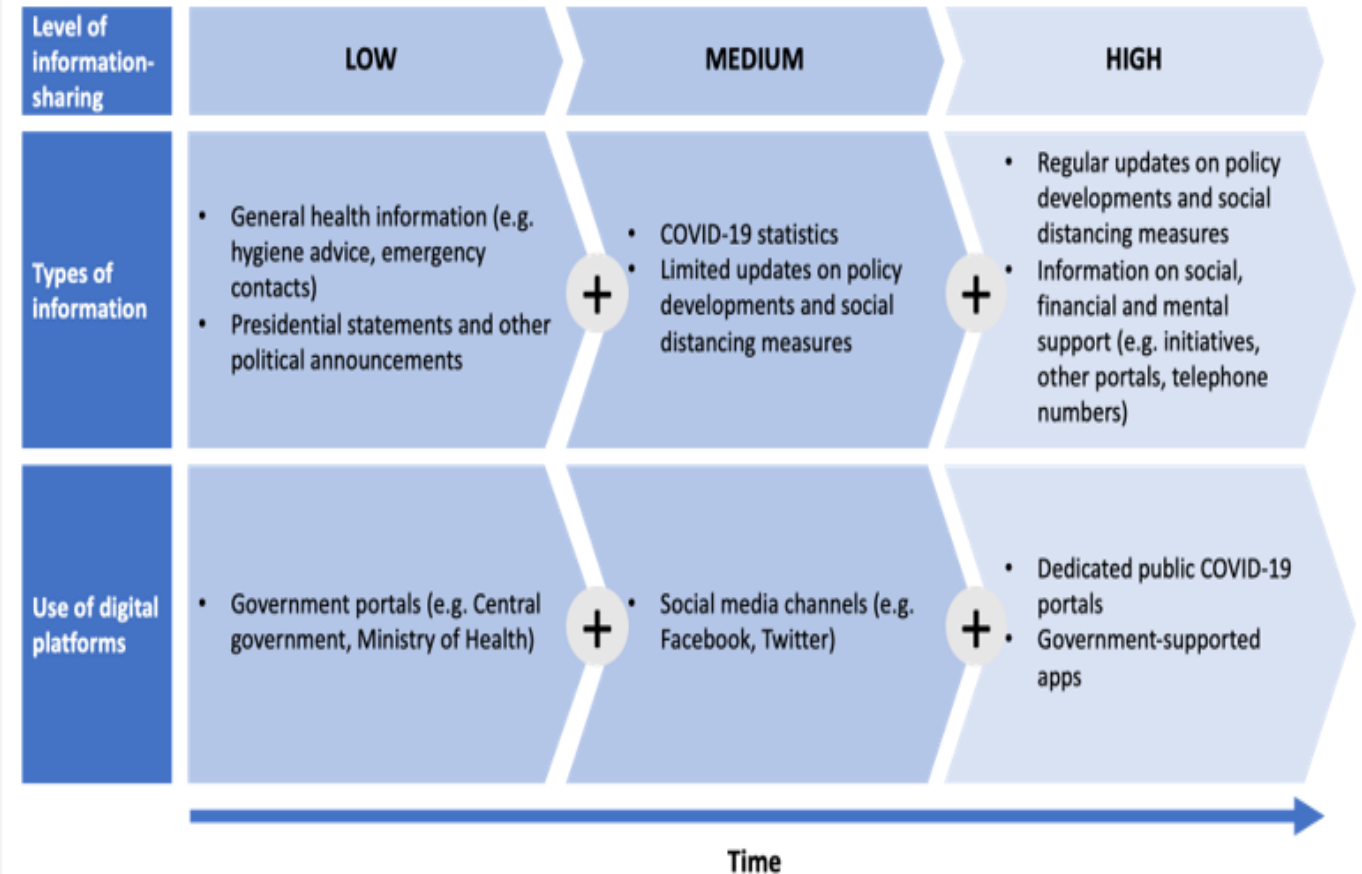 Level of
information-
sharing
LOW
MEDIUM
HIGH
Types of
information
• General health information (e.g.
hygiene advice, emergency
contacts)
• Presidential statements and other
political announcements
+
• COVID-19 statistics
• Limited updates on policy
developments and social
distancing measures
+
• Regular updates on policy
developments and social
distancing measures
• Information on social,
financial and mental
support (e.g. initiatives,
other portals, telephone
numbers)
Use of digital
platforms
• Government portals (e.g. Central
government, Ministry of Health)
+
• Social media channels (e.g.
Facebook, Twitter)
+
• Dedicated public COVID-19
portals
• Government-supported
apps
Time